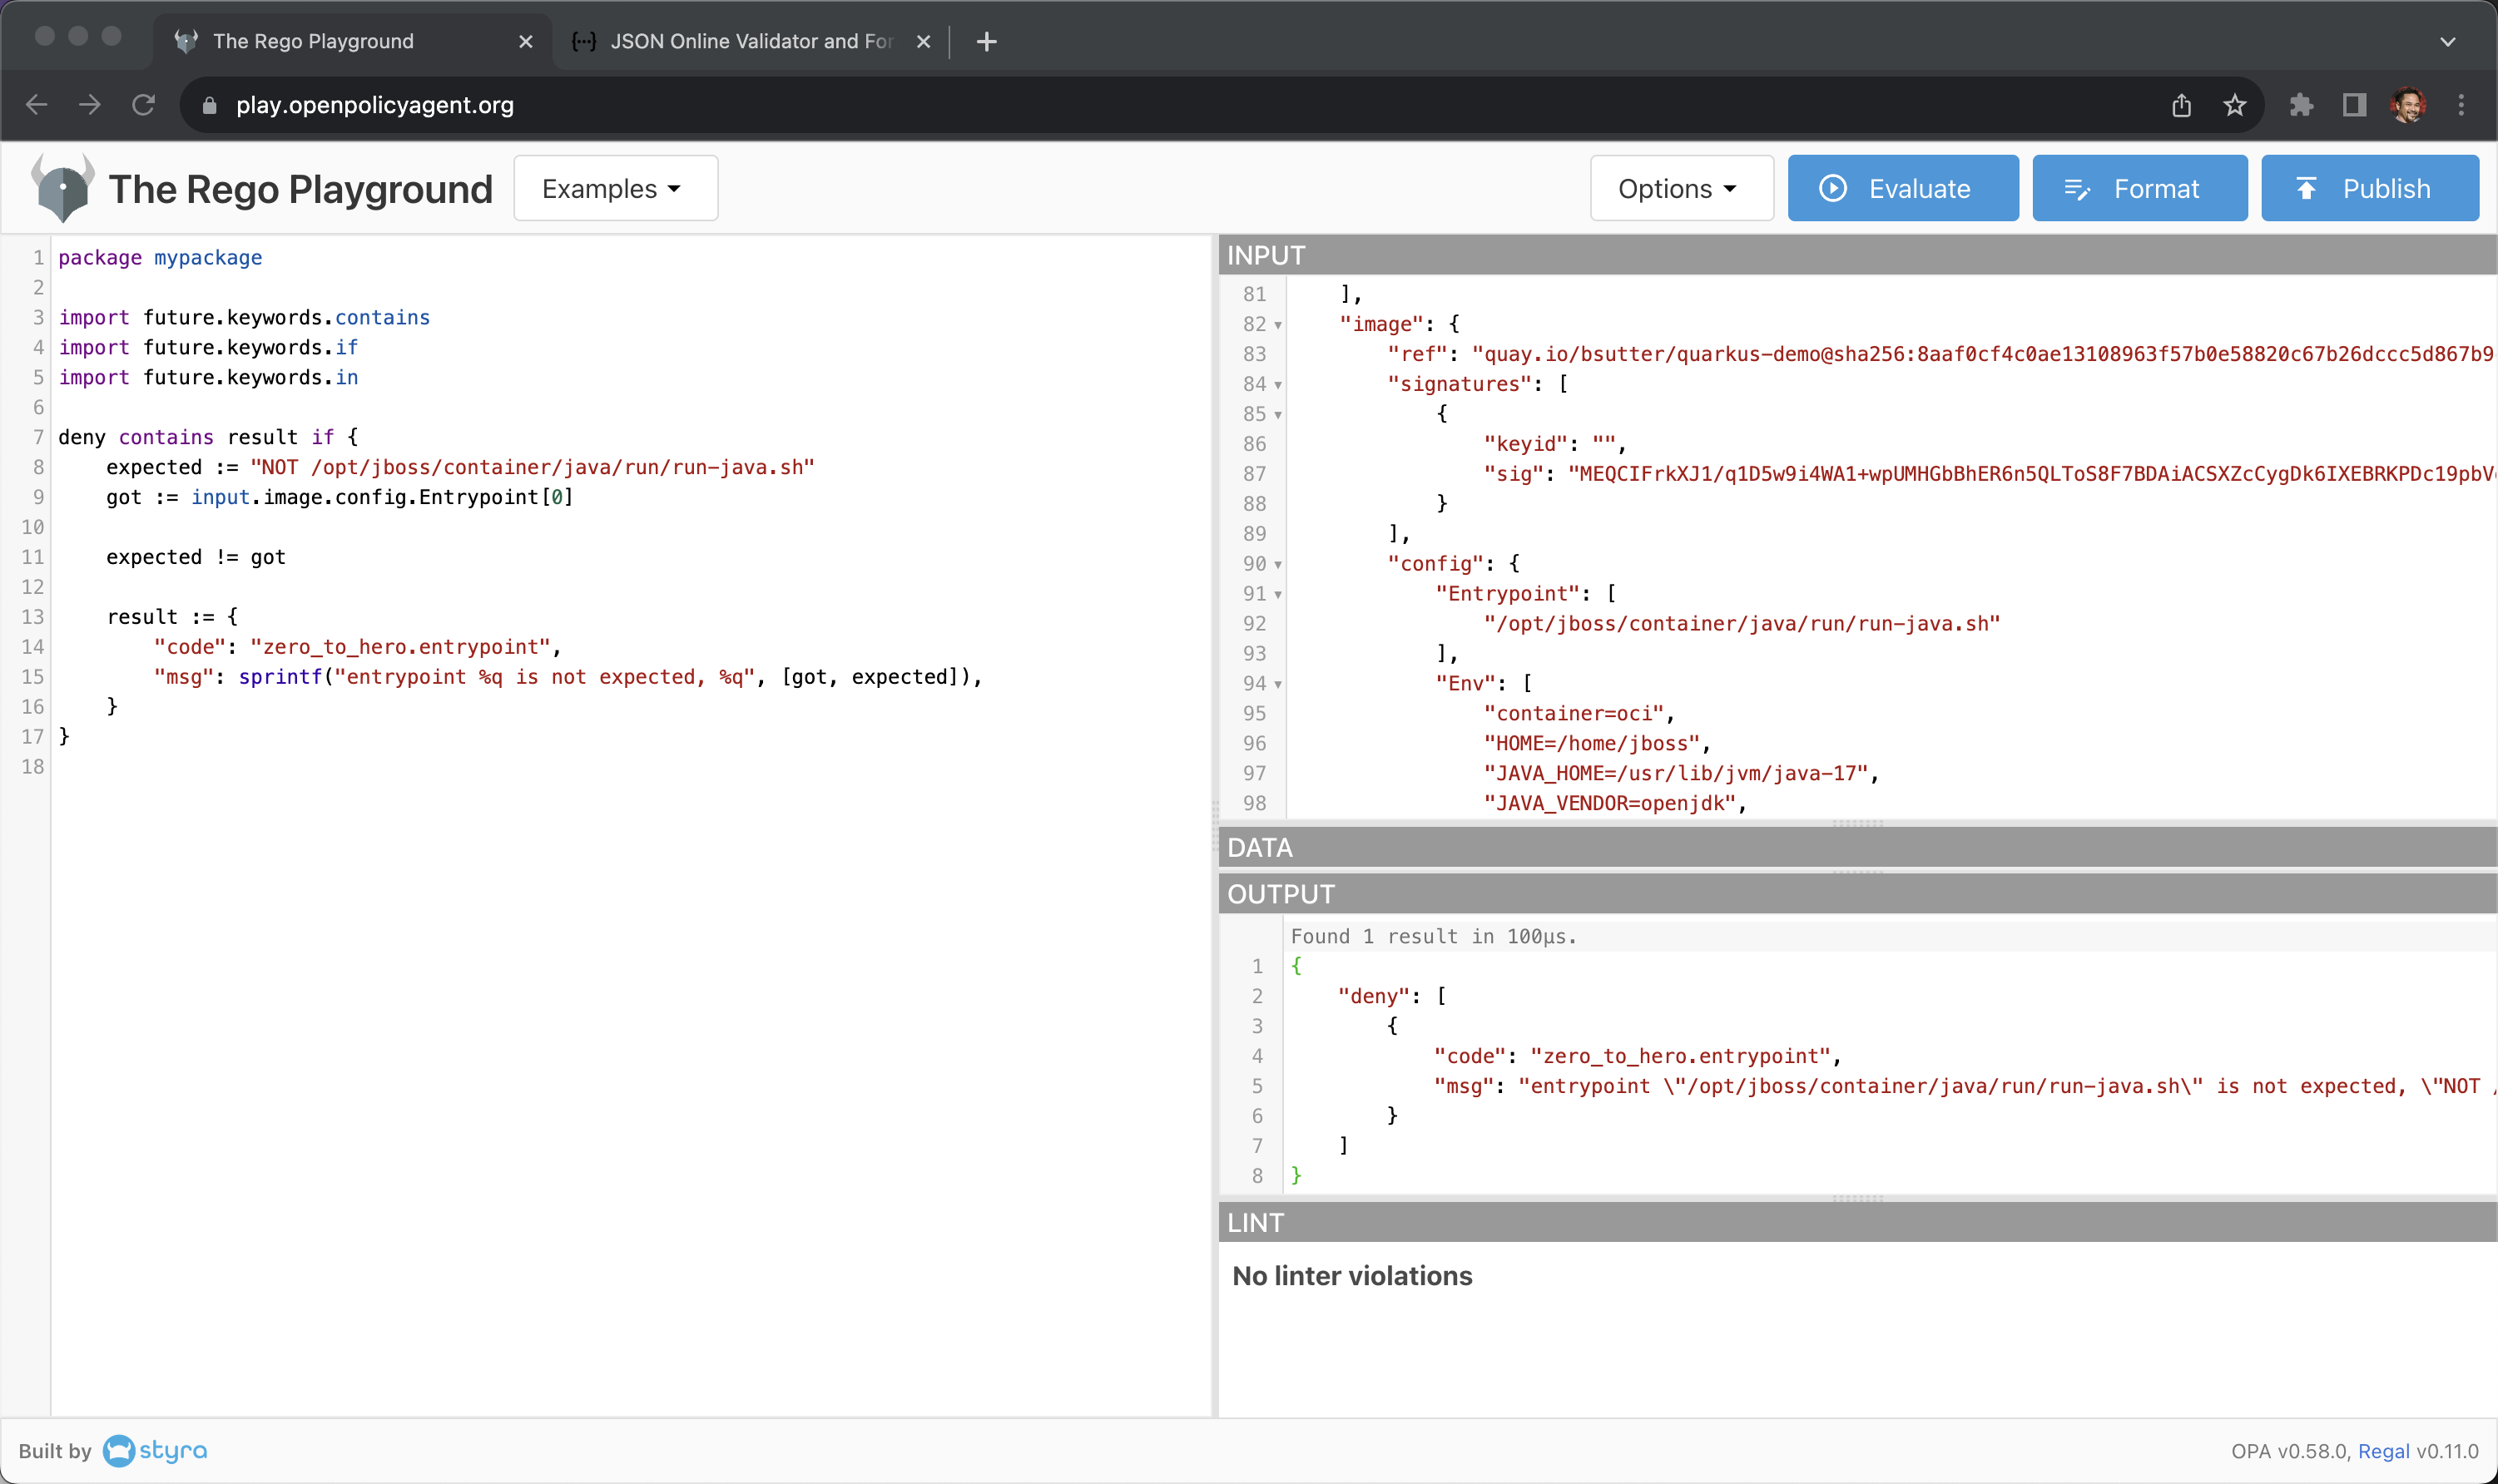 The Rego Playground
JSON Online Validator and For
play.openpolicyagent.org
The Rego Playground
Examples
Options
Evaluate
Format
Publish
1 package mypackage
2
3 import future.keywords.contains
4 import future.keywords.if
5 import future.keywords.in
6
7 deny contains result if {
8 expected := "NOT /opt/jboss/container/java/run/run-java.sh"
9 got := input.image.config.Entrypoint[0]
10
11 expected != got
12
13 result := {
14 "code": "zero_to_hero.entrypoint",
15 "msg": sprintf("entrypoint %q is not expected, %q", [got, expected]),
16 }
17 }
18
INPUT
81 ],
82 "image": {
83 "ref": "quay.io/bsutter/quarkus-demo@sha256:8aaf0cf4c0ae13108963f57b0e58820c67b26dccc5d867b9
84 "signatures": [
85 {
86 "keyid": "",
87 "sig": "MEQCIFrkXJ1/q1D5w9i4WA1+wpUMHGbBhER6n5QLToS8F7BDAiACSXZcCygDk6IXEBRKPDc19pbV
88 }
89 ],
90 "config": {
91 "Entrypoint": [
92 "/opt/jboss/container/java/run/run-java.sh"
93 ],
94 "Env": [
95 "container=oci",
96 "HOME=/home/jboss",
97 "JAVA_HOME=/usr/lib/jvm/java-17",
98 "JAVA_VENDOR=openjdk",
DATA
OUTPUT
Found 1 result in 100µs.
1 {
2 "deny": [
3 {
4 "code": "zero_to_hero.entrypoint",
5 "msg": "entrypoint \"/opt/jboss/container/java/run/run-java.sh\" is not expected, \"NOT /
6 }
7 ]
8 }
LINT
No linter violations
Built by styra
OPA v0.58.0, Regal v0.11.0